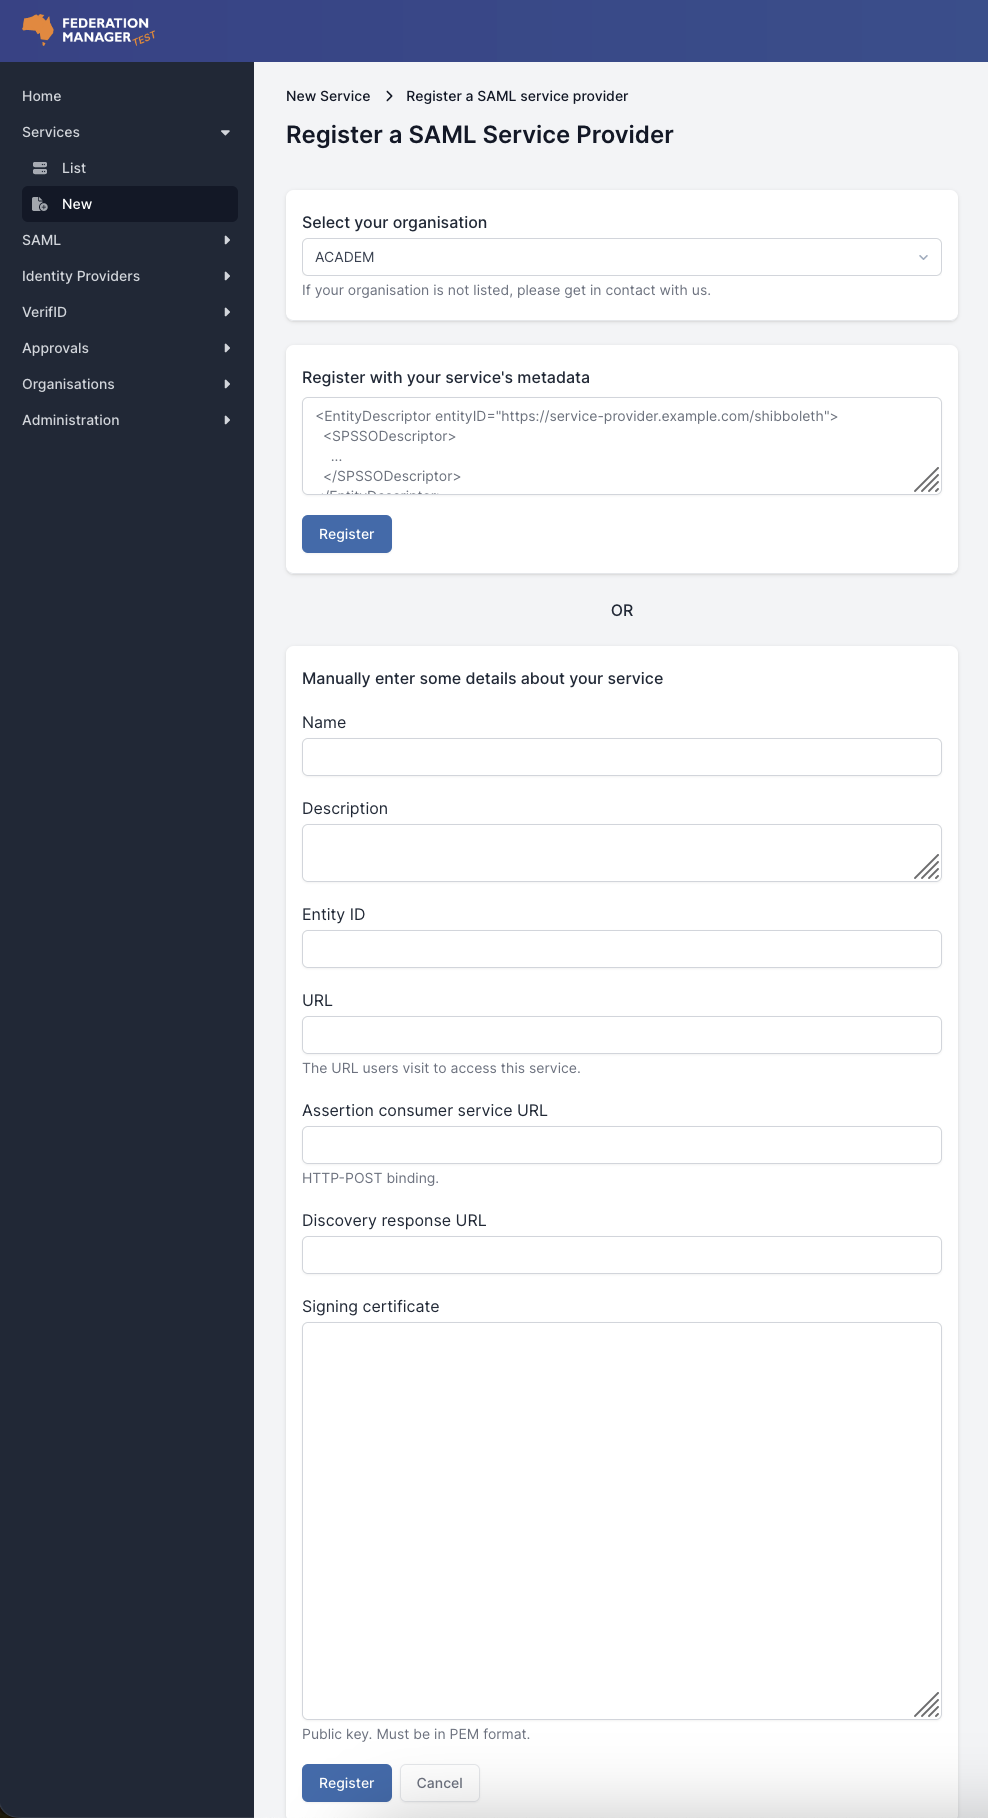 FEDERATION
MANAGER TEST
Home
Services
List
New
SAML
Identity Providers
VerifID
Approvals
Organisations
Administration
New Service > Register a SAML service provider
Register a SAML Service Provider
Select your organisation
ACADEM
If your organisation is not listed, please get in contact with us.
Register with your service's metadata
<EntityDescriptor entityID="https://service-provider.example.com/shibboleth">
<SPSSODescriptor>
...
</SPSSODescriptor>
</EntityDescriptor>
Register
OR
Manually enter some details about your service
Name
Description
Entity ID
URL
The URL users visit to access this service.
Assertion consumer service URL
HTTP-POST binding.
Discovery response URL
Signing certificate
Public key. Must be in PEM format.
Register
Cancel